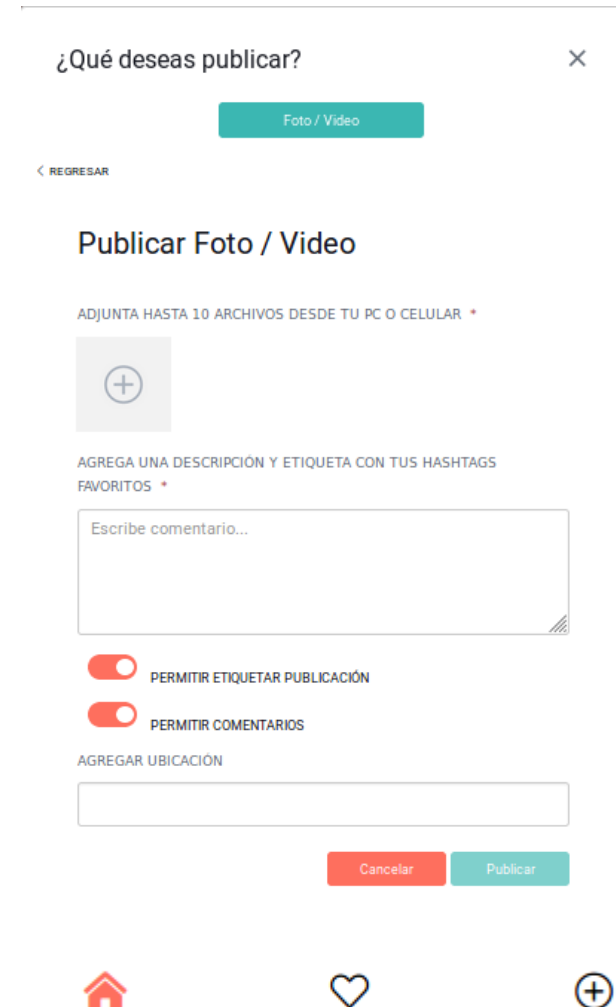 ¿Qué deseas publicar?
Foto / Video
REGRESAR
Publicar Foto / Video
ADJUNTA HASTA 10 ARCHIVOS DESDE TU PC O CELULAR *
AGREGA UNA DESCRIPCIÓN Y ETIQUETA CON TUS HASHTAGS
FAVORITOS *
Escribe comentario...
PERMITIR ETIQUETAR PUBLICACIÓN
PERMITIR COMENTARIOS
AGREGAR UBICACIÓN
Cancelar Publicar